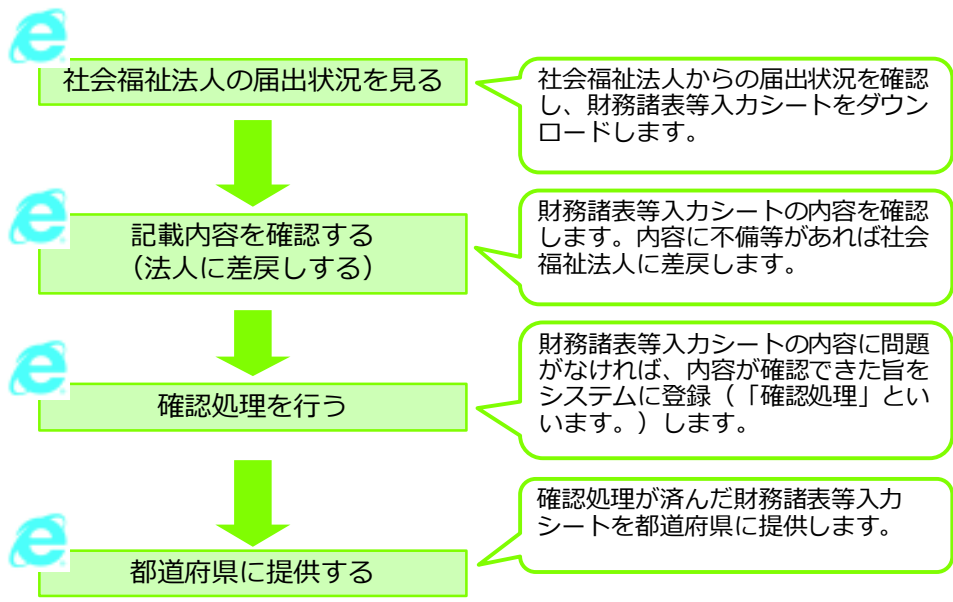 社会福祉法人の届出状況を見る
社会福祉法人からの届出状況を確認
し、財務諸表等入力シートをダウン
ロードします。
記載内容を確認する
（法人に差戻しする）
財務諸表等入力シートの内容を確認
します。内容に不備等があれば社会
福祉法人に差戻します。
確認処理を行う
財務諸表等入力シートの内容に問題
がなければ、内容が確認できた旨を
システムに登録（「確認処理」とい
います。）します。
都道府県に提供する
確認処理が済んだ財務諸表等入力
シートを都道府県に提供します。